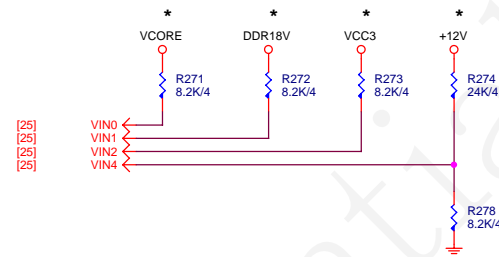 * * * *
VCORE DDR18V VCC3 +12V
R271 R272 R273 R274
8.2K/4 8.2K/4 8.2K/4 24K/4
[25] VIN0
[25] VIN1
[25] VIN2
[25] VIN4
R278
8.2K/4